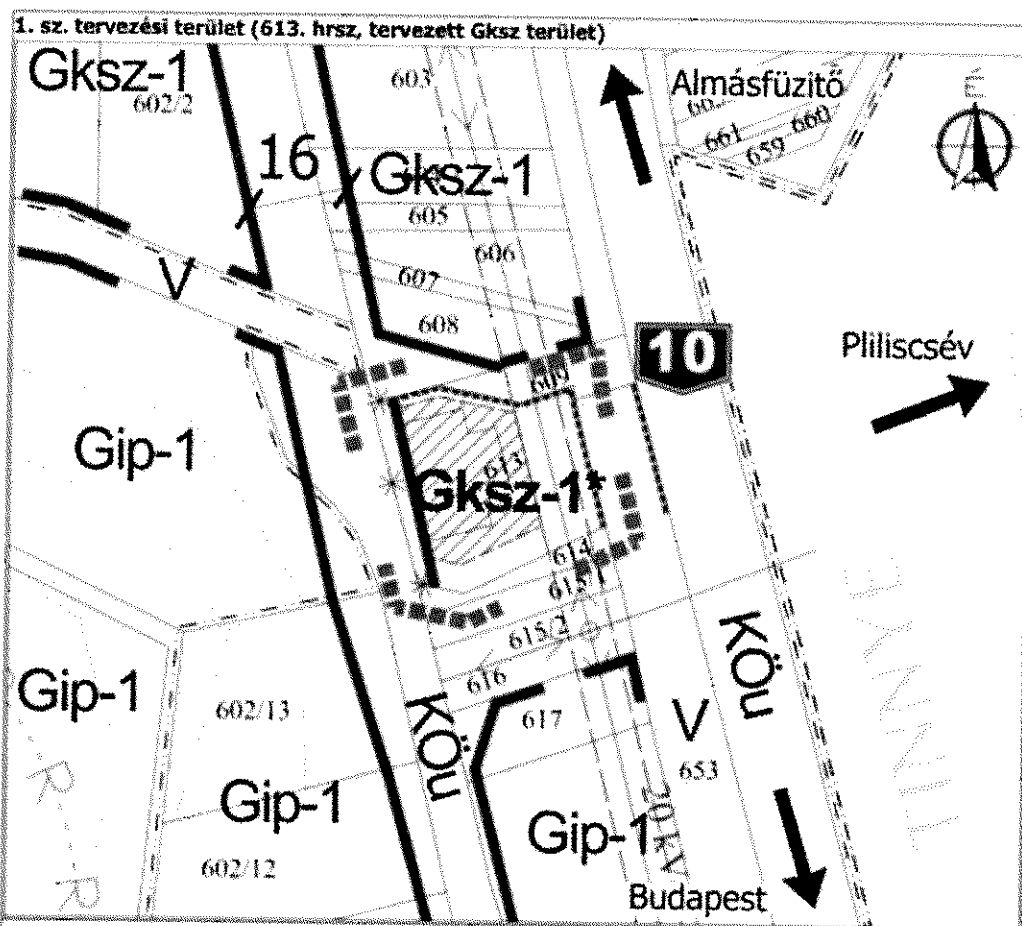 1. sz. tervezési terület (613. hrsz, tervezett Gksz terület)
Gksz-1
602/2
603
Almásfüzitő
É
661
660
659
16
Gksz-1
605
606
607
608
V
10
Pliliscsév
609
Gip-1
613
Gksz-1*
614
615/2
616
617
Gip-1
602/13
KÖu
KÖu
V
653
Gip-1
Gip-1
20 kV
602/12
R
R
Budapest